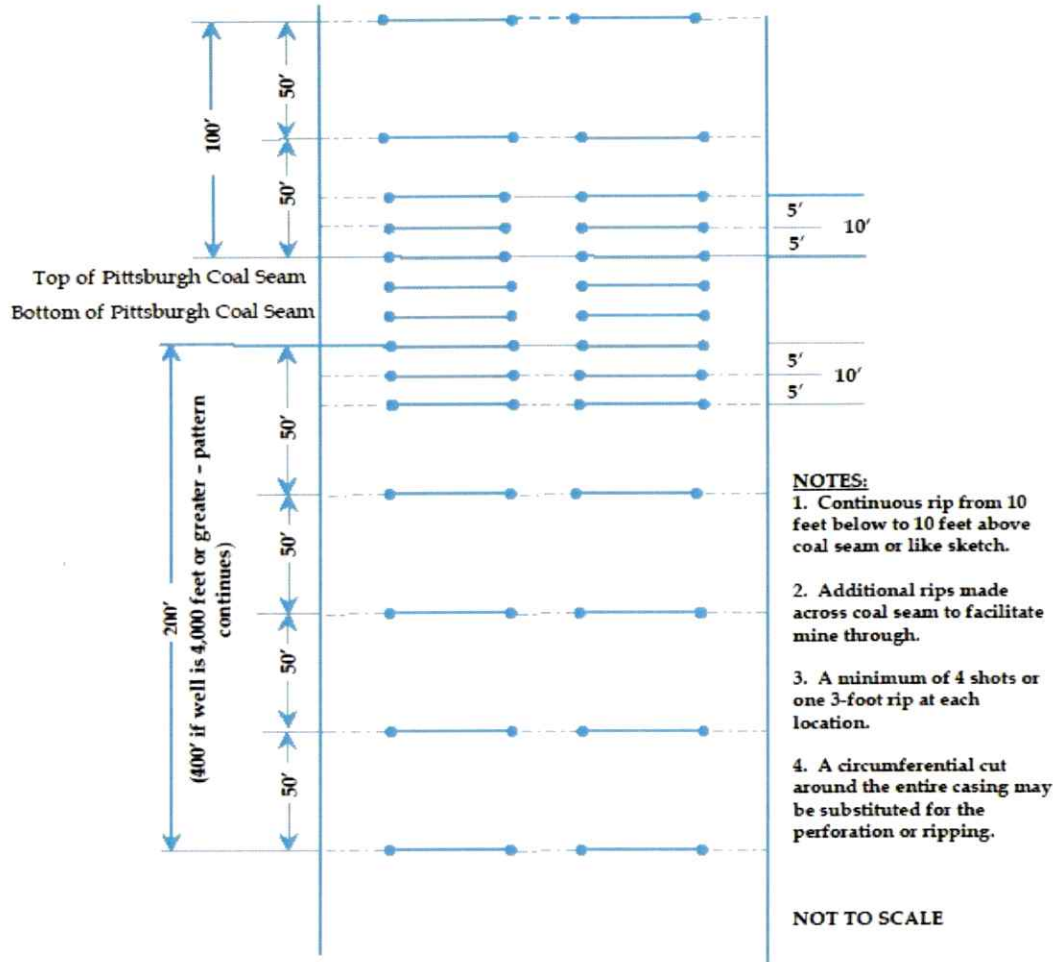 50'
100'
50'
5'
10'
5'
Top of Pittsburgh Coal Seam
Bottom of Pittsburgh Coal Seam
5'
10'
5'
200'
(400' if well is 4,000 feet or greater – pattern
continues)
50'
50'
50'
50'
NOTES:
1. Continuous rip from 10
feet below to 10 feet above
coal seam or like sketch.
2. Additional rips made
across coal seam to facilitate
mine through.
3. A minimum of 4 shots or
one 3-foot rip at each
location.
4. A circumferential cut
around the entire casing may
be substituted for the
perforation or ripping.
NOT TO SCALE